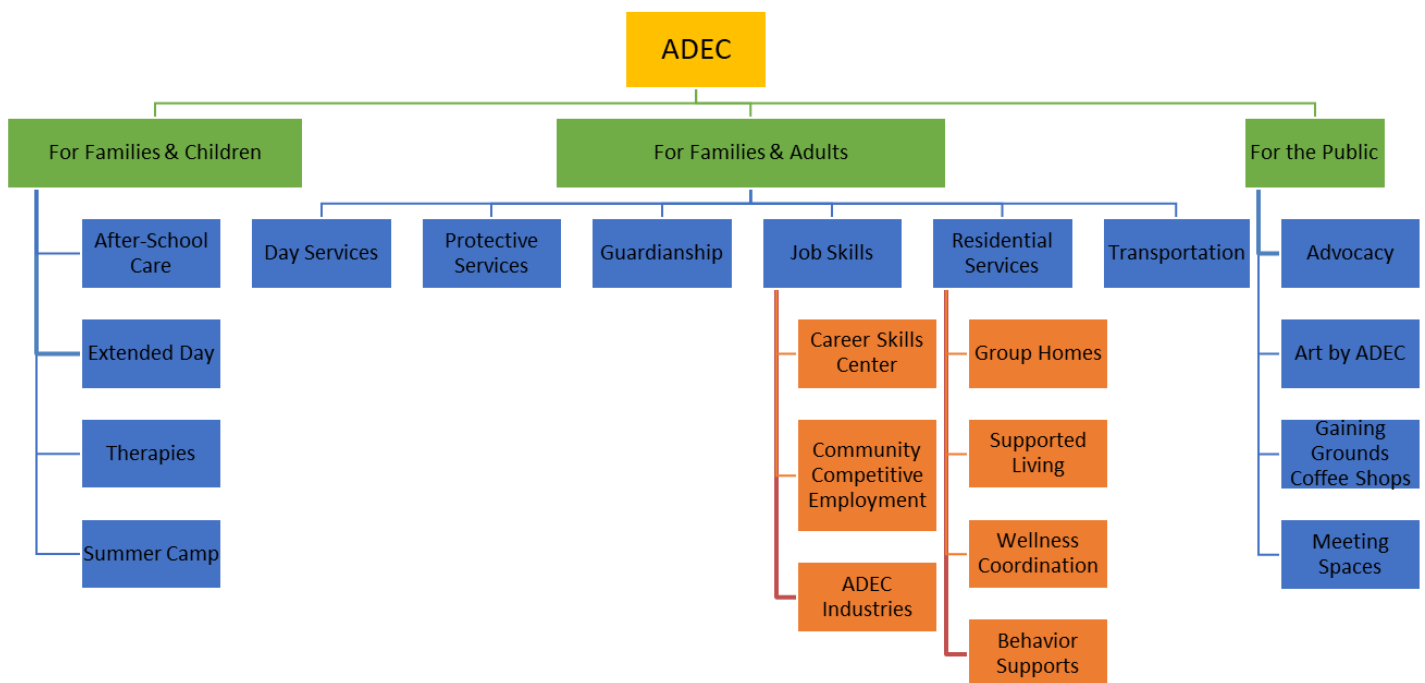 ADEC
For Families & Children
For Families & Adults
For the Public
After-School
Care
Day Services
Protective
Services
Guardianship
Job Skills
Residential
Services
Transportation
Advocacy
Extended Day
Career Skills
Center
Group Homes
Art by ADEC
Therapies
Community
Competitive
Employment
Supported
Living
Gaining
Grounds
Coffee Shops
Summer Camp
ADEC
Industries
Wellness
Coordination
Meeting
Spaces
Behavior
Supports